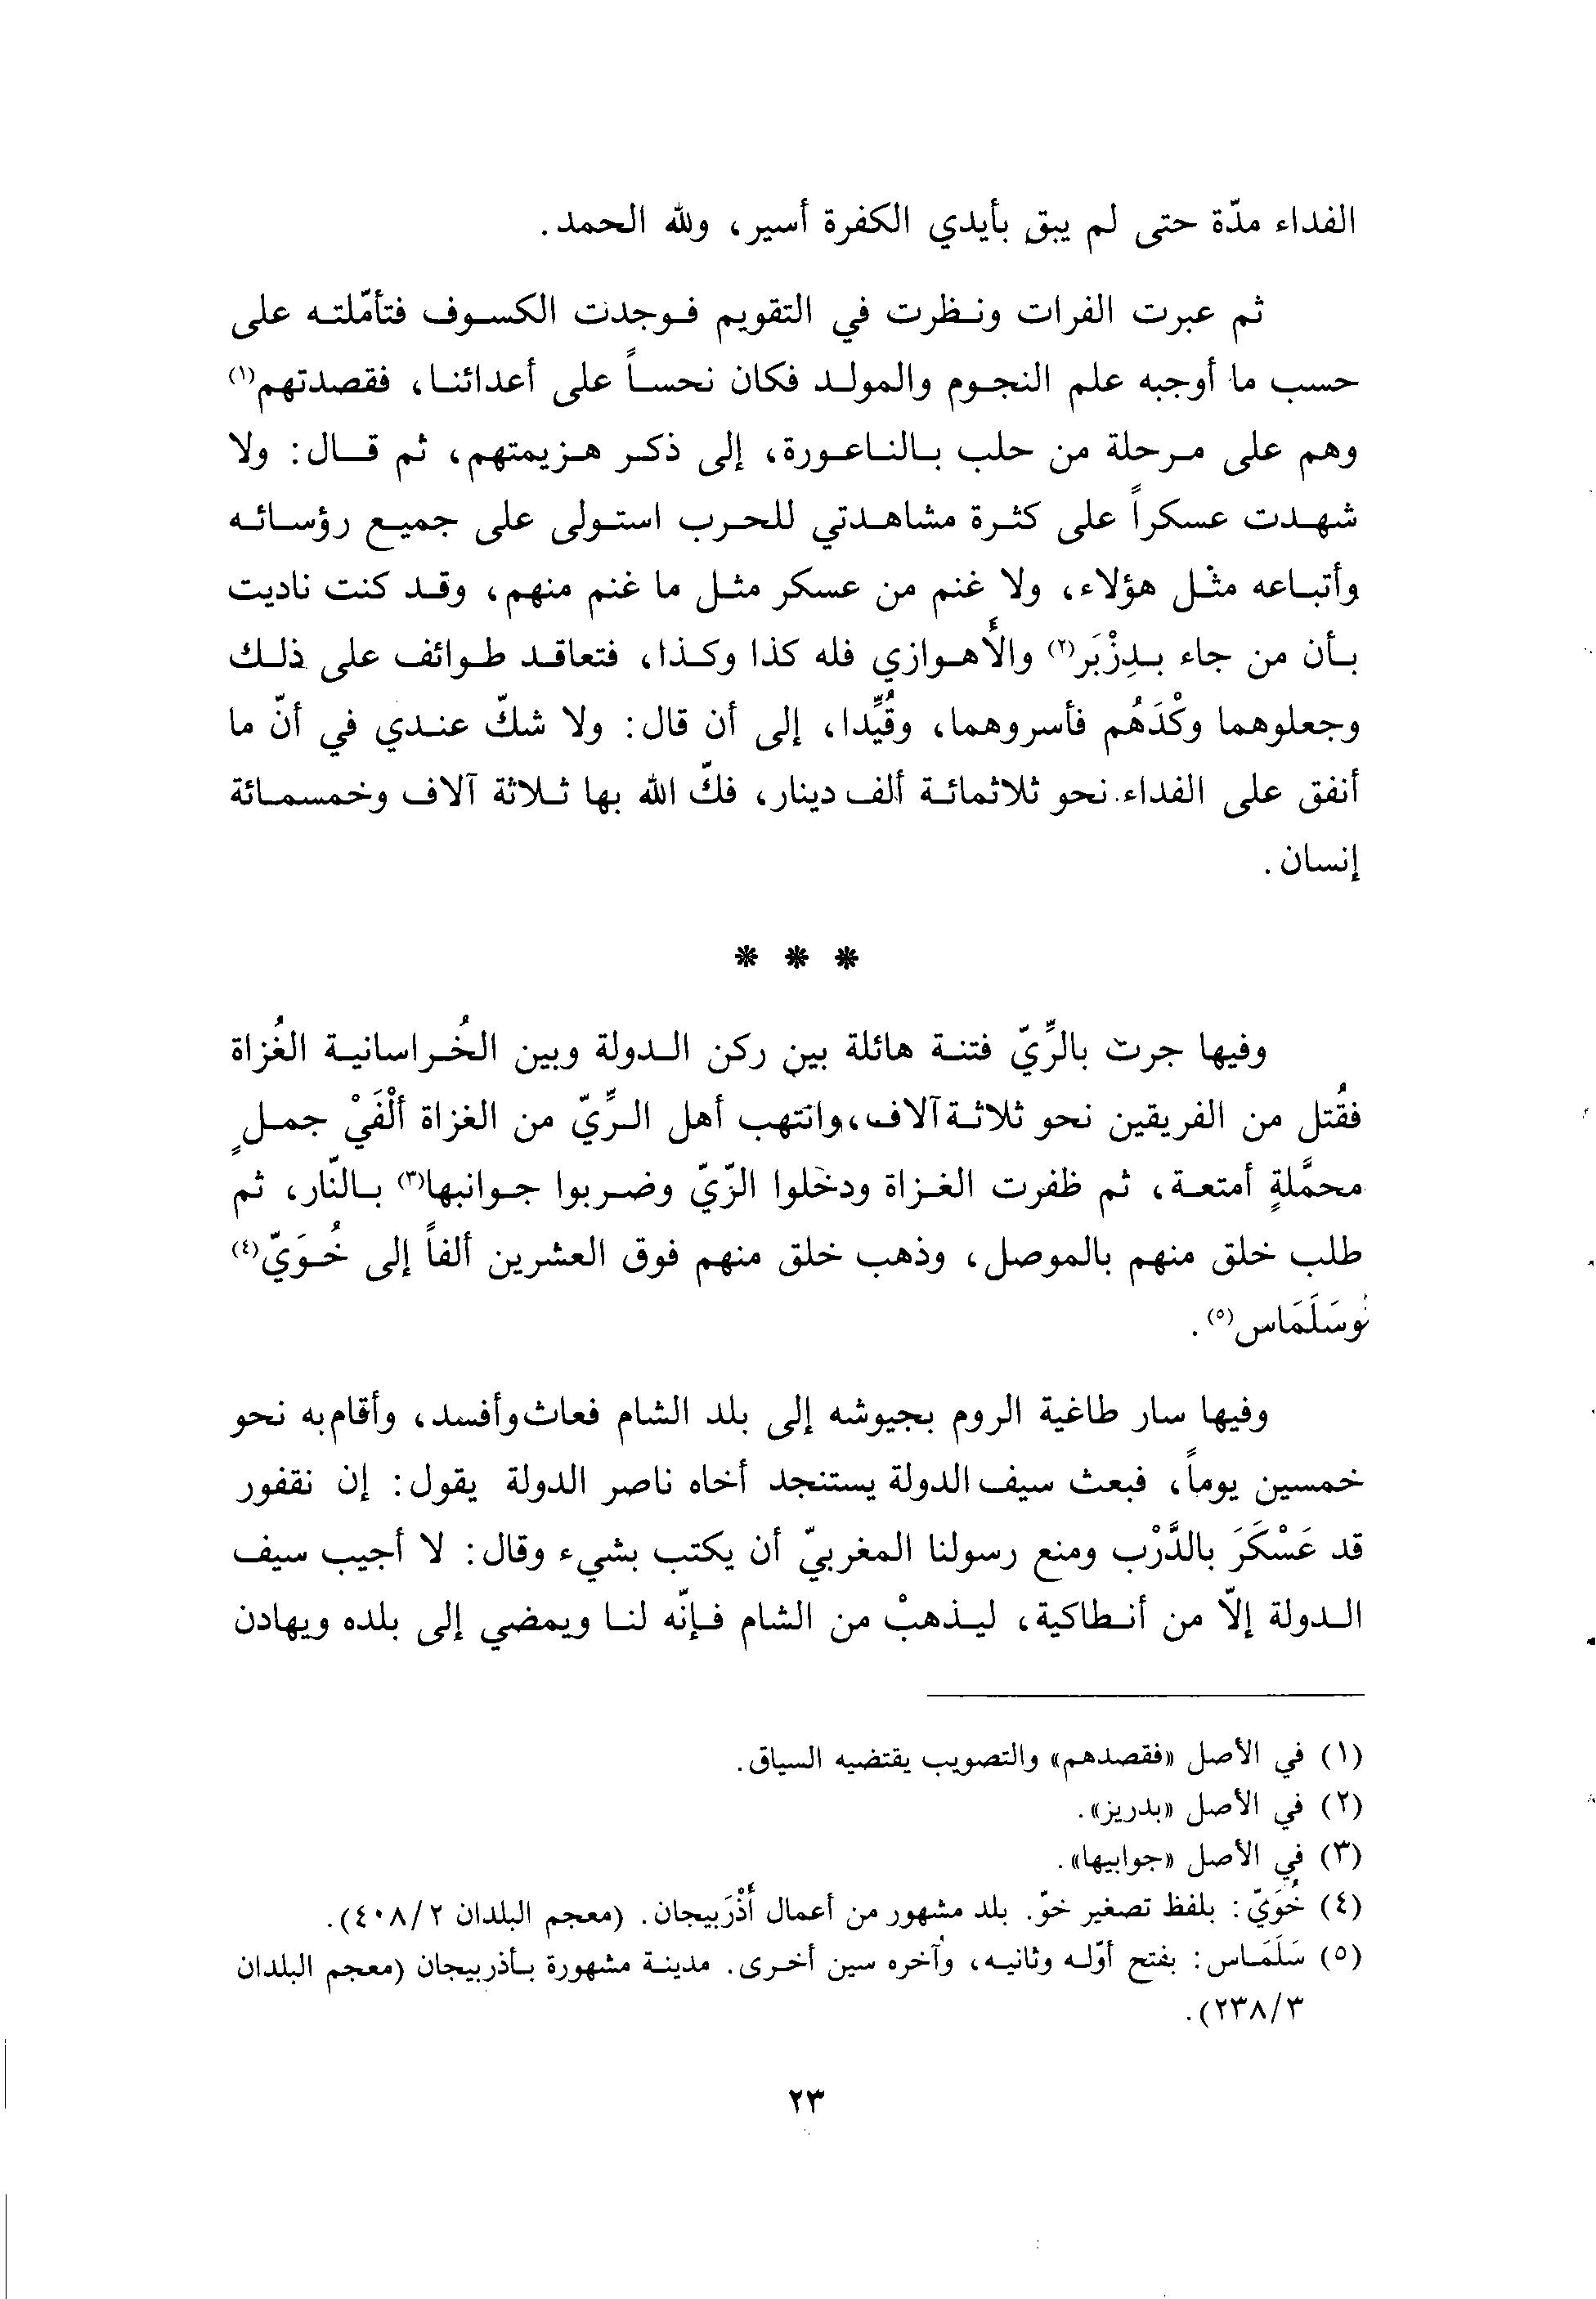 الفداء مدّة حتى لم يبق بأيدي الكفرة أسير، ولله الحمد.
ثم عبرت الفرات ونظرت في التقويم فوجدت الكسوف فتأمّلته على
حسب ما أوجبه علم النجوم والمولد فكان نحساً على أعدائنا، فقصدتهم(١)
وهم على مرحلة من حلب بالناعورة، إلى ذكر هزيمتهم، ثم قال: ولا
شهدت عسكراً على كثرة مشاهدتي للحرب استولى على جميع رؤسائه
وأتباعه مثل هؤلاء، ولا غنم من عسكر مثل ما غنم منهم، وقد كنت ناديت
بأن من جاء بدِزْبَر(٢) والأهوازي فله كذا وكذا، فتعاقد طوائف على ذلك
وجعلوهما وكْدَهُم فأسروهما، وقُيِّدا، إلى أن قال: ولا شكّ عندي في أنّ ما
أنفق على الفداء نحو ثلاثمائة ألف دينار، فكّ الله بها ثلاثة آلاف وخمسمائة
إنسان.
* * *
وفيها جرت بالرِّيّ فتنة هائلة بين ركن الدولة وبين الخُراسانية الغُزاة
فقُتل من الفريقين نحو ثلاثة آلاف، وانتهب أهل الرِّيّ من الغزاة ألْفَيْ جملٍ
محمَّلةٍ أمتعة، ثم ظفرت الغزاة ودخلوا الرّيّ وضربوا جوانبها(٣) بالنّار، ثم
طلب خلق منهم بالموصل، وذهب خلق منهم فوق العشرين ألفاً إلى خُوَيّ(٤)
وسَلَمَاس(٥).
وفيها سار طاغية الروم بجيوشه إلى بلد الشام فعاث وأفسد، وأقام به نحو
خمسين يوماً، فبعث سيف الدولة يستنجد أخاه ناصر الدولة يقول: إن نقفور
قد عَسْكَرَ بالدَّرْب ومنع رسولنا المغربيّ أن يكتب بشيء وقال: لا أجيب سيف
الدولة إلاّ من أنطاكية، ليذهبْ من الشام فإنّه لنا ويمضي إلى بلده ويهادن
(١) في الأصل «فقصدهم» والتصويب يقتضيه السياق.
(٢) في الأصل «بدريز».
(٣) في الأصل «جوابيها».
(٤) خُوَيّ: بلفظ تصغير خوّ. بلد مشهور من أعمال أذْرَبيجان. (معجم البلدان ٢/٤٠٨).
(٥) سَلَمَاس: بفتح أوّله وثانيه، وآخره سين أخرى. مدينة مشهورة بأذربيجان (معجم البلدان
٣/٢٣٨).
٢٣